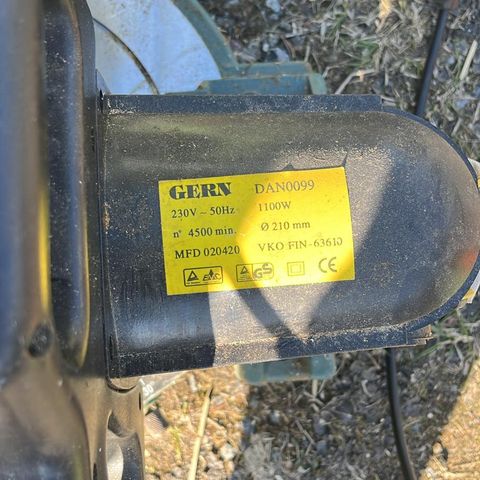 GERN DAN0099
230V ~ 50Hz 1100W
n° 4500 min. Ø 210 mm
MFD 020420 VKO FIN-63610
EMC GS CE